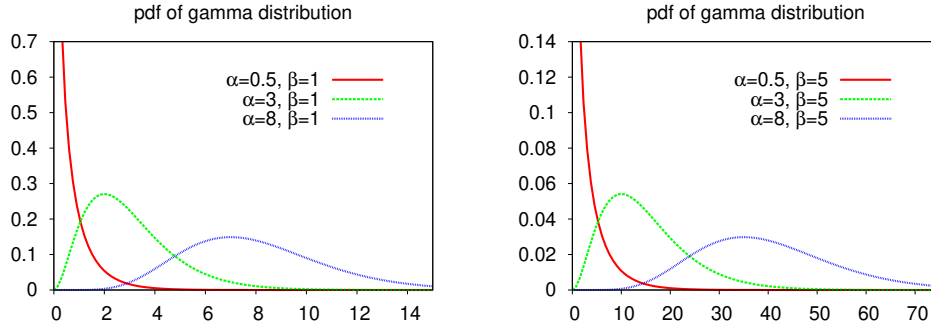 pdf of gamma distribution
0.7
0.6
0.5
0.4
0.3
0.2
0.1
0
α=0.5, β=1
α=3, β=1
α=8, β=1
0 2 4 6 8 10 12 14
pdf of gamma distribution
0.14
0.12
0.1
0.08
0.06
0.04
0.02
0
α=0.5, β=5
α=3, β=5
α=8, β=5
0 10 20 30 40 50 60 70